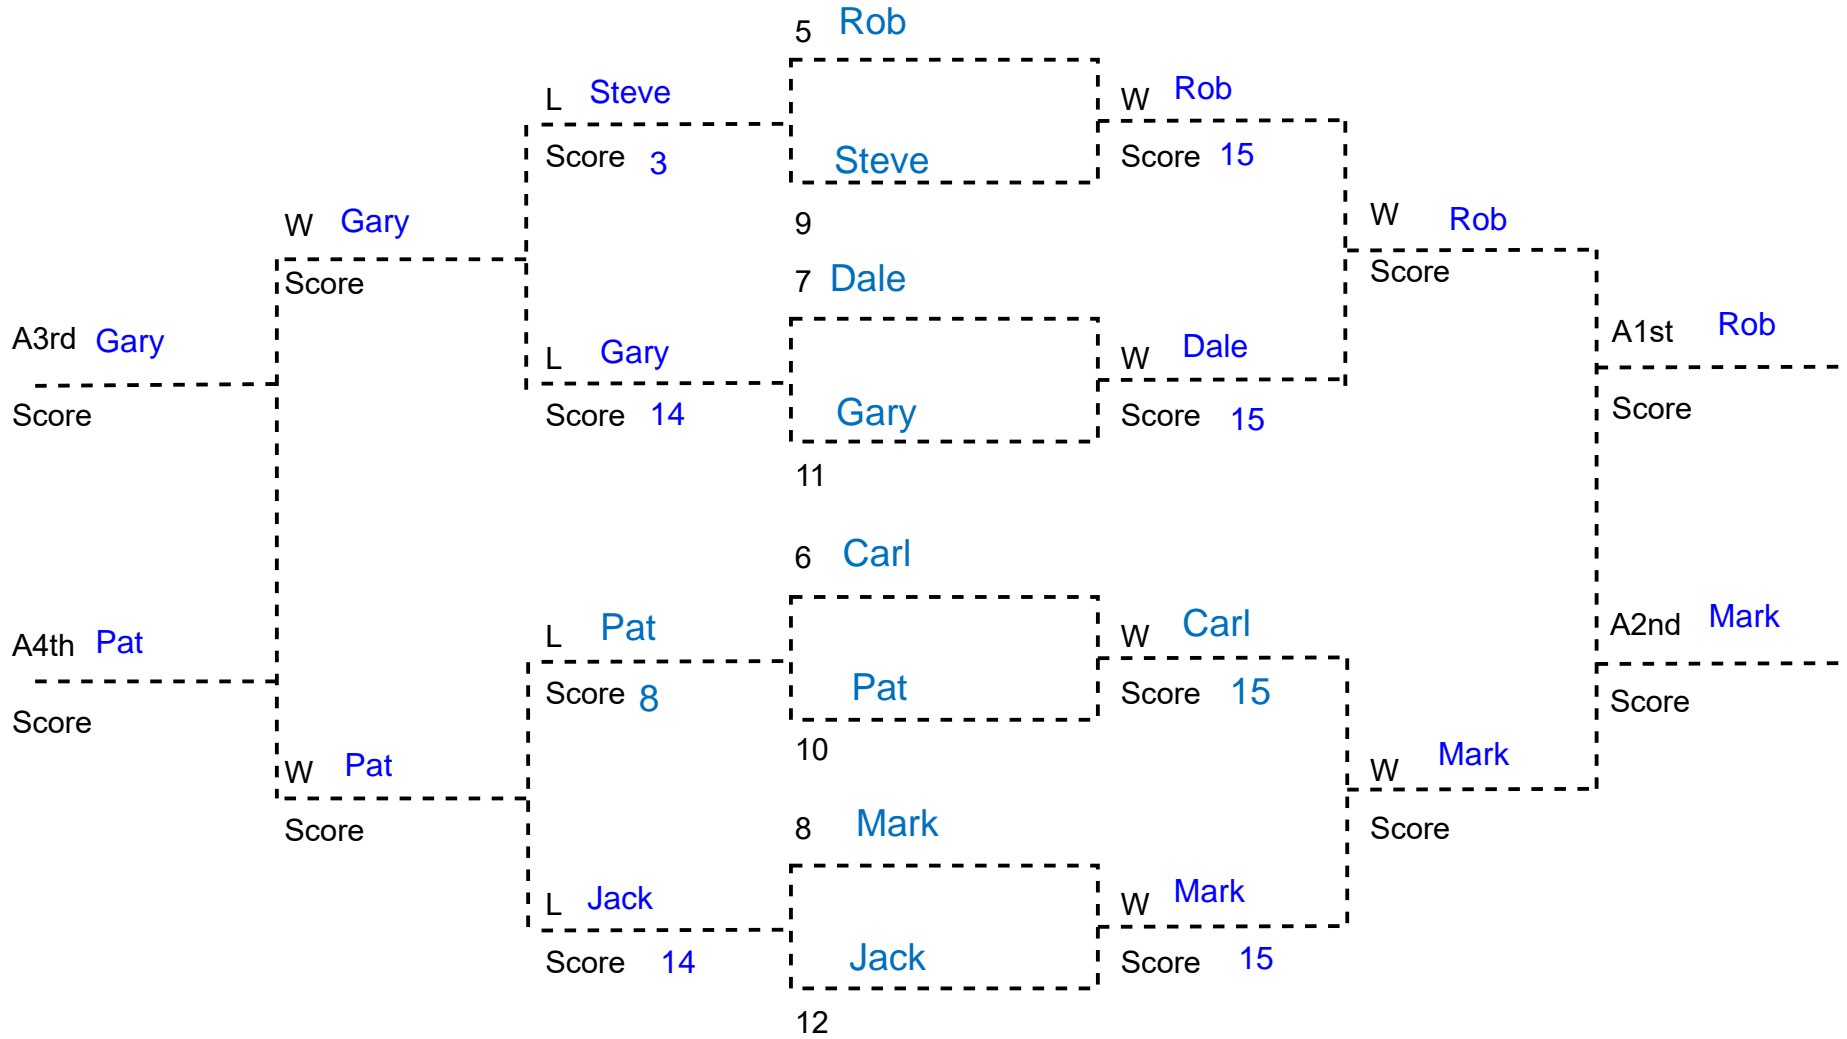 5 Rob
L Steve
W Rob
Score 3
Steve
Score 15
9
W Gary
W Rob
Score
7 Dale
Score
A3rd Gary
L Gary
W Dale
A1st Rob
Score
Score 14
Gary
Score 15
Score
11
6 Carl
L Pat
W Carl
A4th Pat
A2nd Mark
Score 8
Pat
Score 15
Score
Score
10
W Pat
W Mark
Score
8 Mark
Score
L Jack
W Mark
Score 14
Jack
Score 15
12